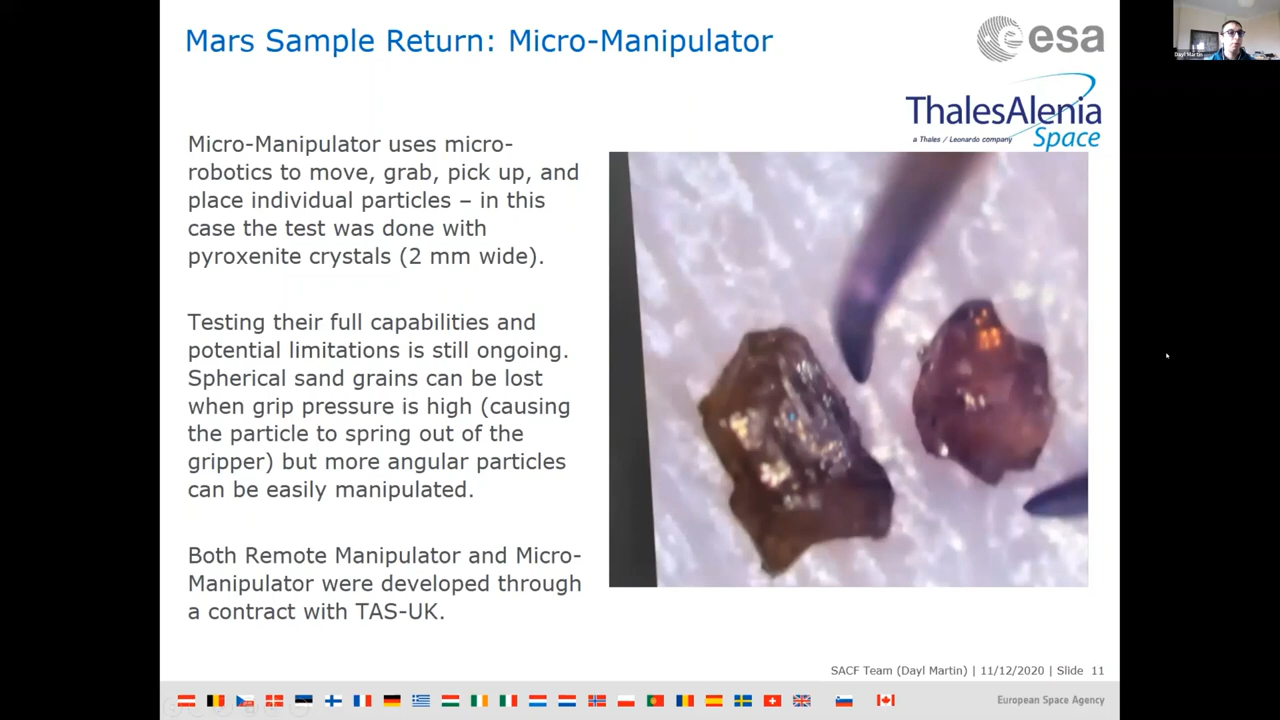 Mars Sample Return: Micro-Manipulator
esa
ThalesAlenia
a Thales / Leonardo company
Space
Dayl Martin
Micro-Manipulator uses micro-
robotics to move, grab, pick up, and
place individual particles – in this
case the test was done with
pyroxenite crystals (2 mm wide).
Testing their full capabilities and
potential limitations is still ongoing.
Spherical sand grains can be lost
when grip pressure is high (causing
the particle to spring out of the
gripper) but more angular particles
can be easily manipulated.
Both Remote Manipulator and Micro-
Manipulator were developed through
a contract with TAS-UK.
SACF Team (Dayl Martin) | 11/12/2020 | Slide 11
European Space Agency